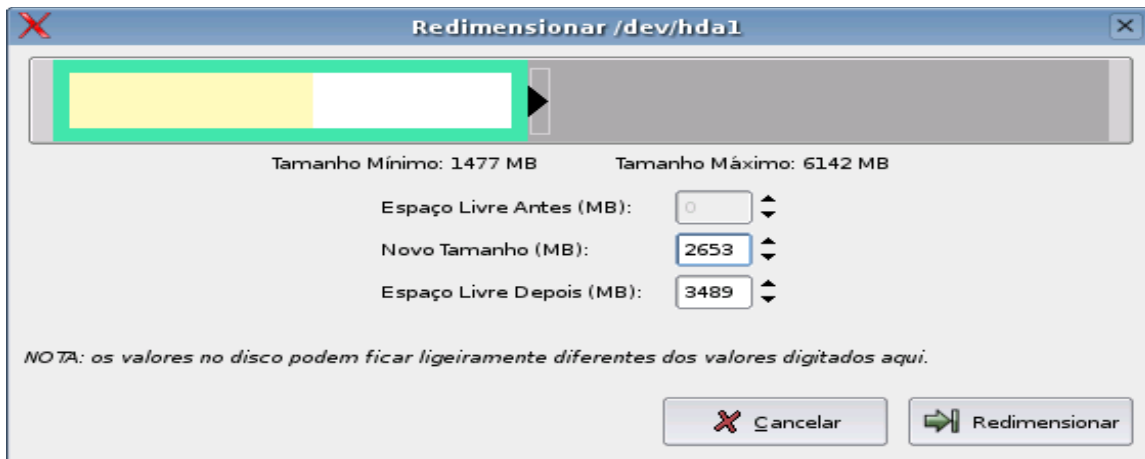 Redimensionar /dev/hda1
Tamanho Mínimo: 1477 MB Tamanho Máximo: 6142 MB
Espaço Livre Antes (MB): 0
Novo Tamanho (MB): 2653
Espaço Livre Depois (MB): 3489
NOTA: os valores no disco podem ficar ligeiramente diferentes dos valores digitados aqui.
Cancelar Redimensionar